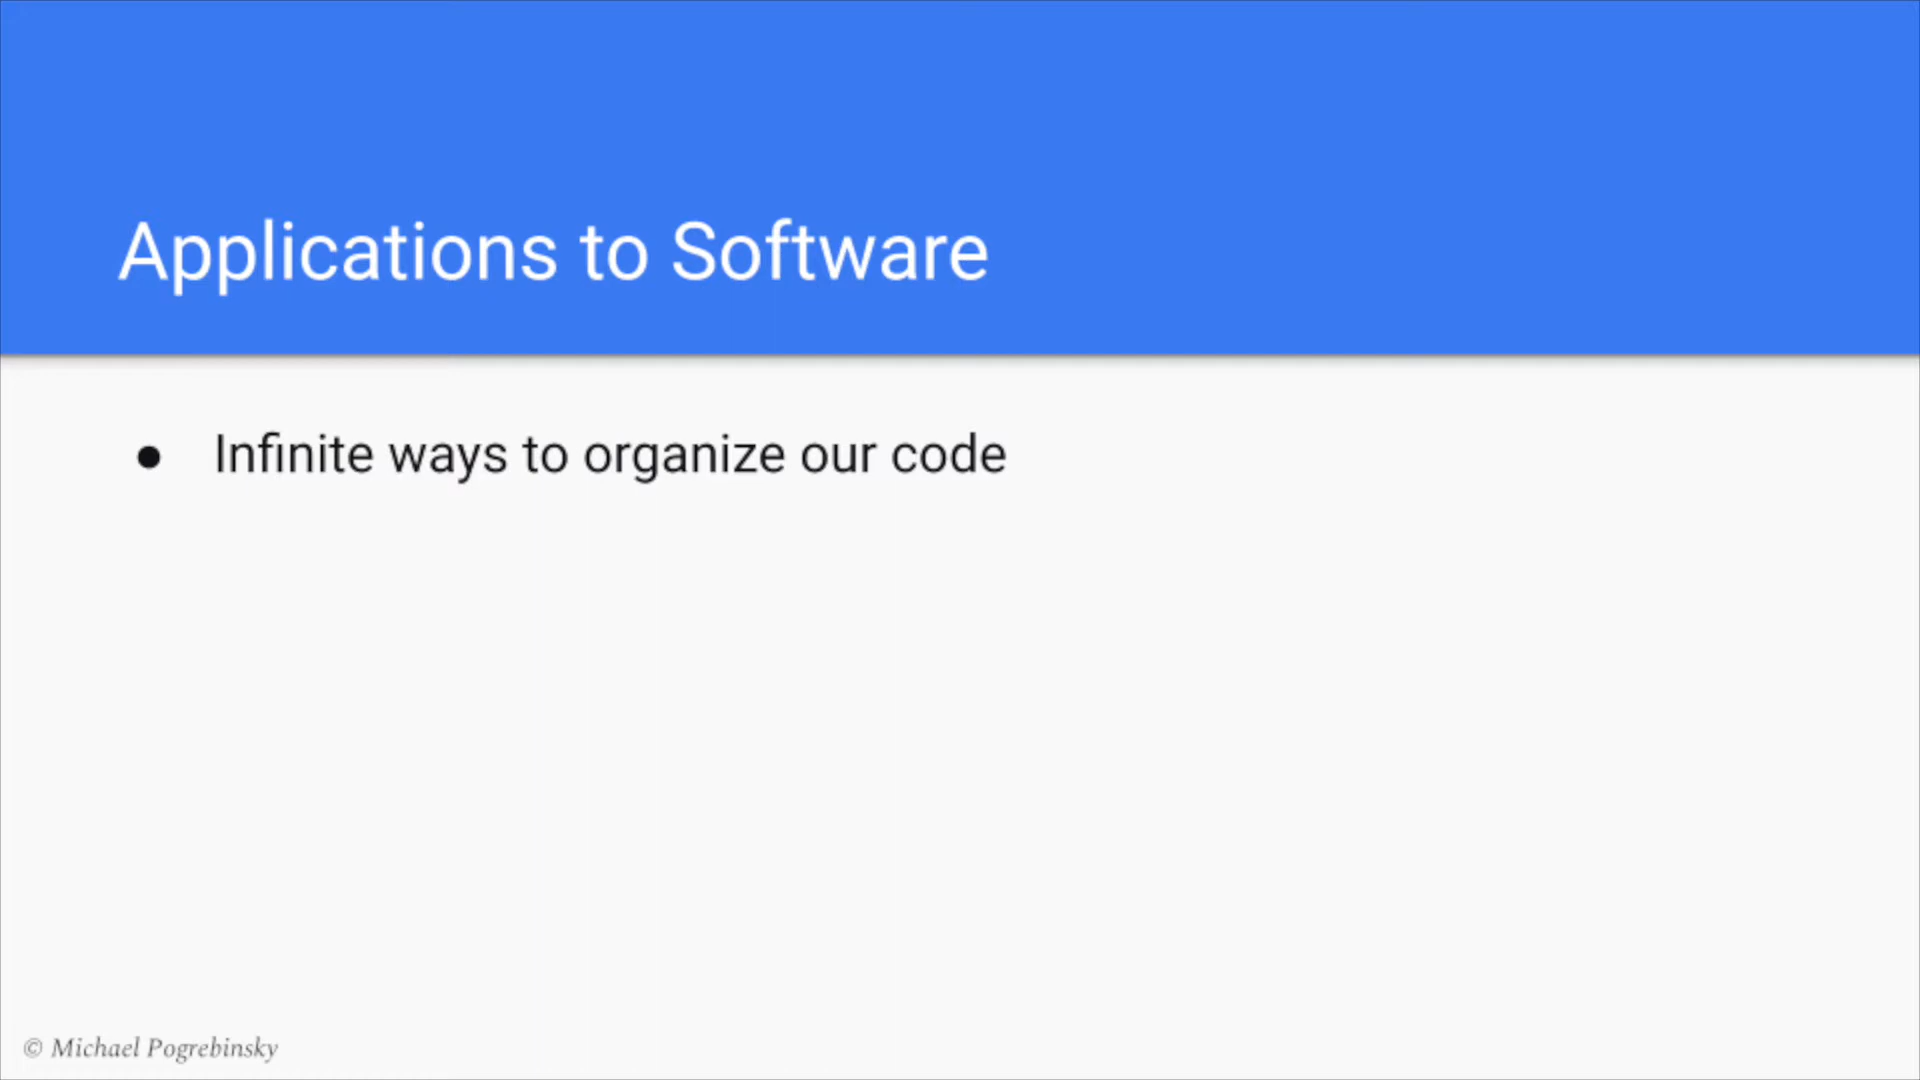 Applications to Software
● Infinite ways to organize our code
© Michael Pogrebinsky